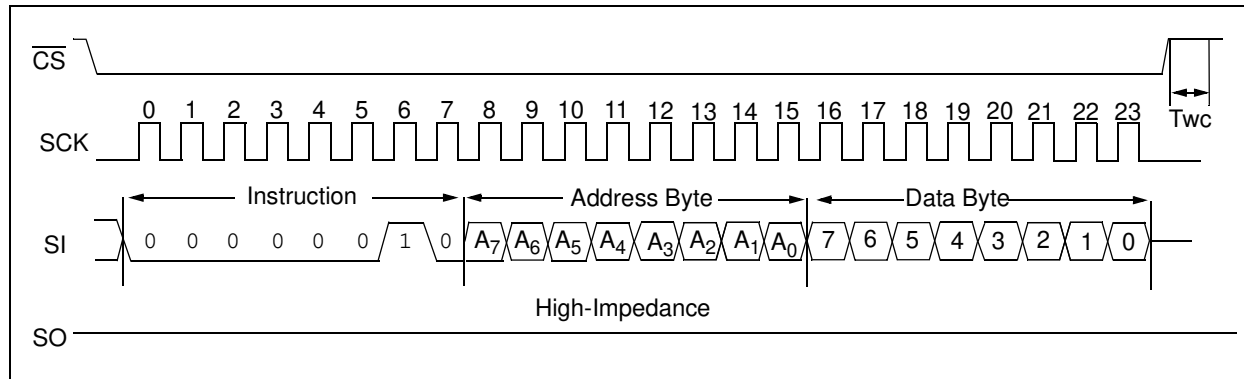 CS
0 1 2 3 4 5 6 7 8 9 10 11 12 13 14 15 16 17 18 19 20 21 22 23
Twc
SCK
Instruction Address Byte Data Byte
SI 0 0 0 0 0 0 1 0 A7 A6 A5 A4 A3 A2 A1 A0 7 6 5 4 3 2 1 0
High-Impedance
SO